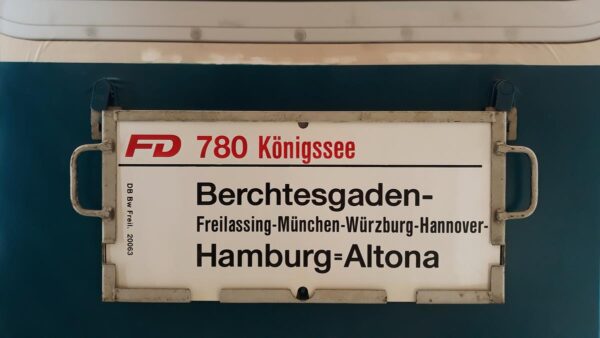 FD 780 Königssee
Berchtesgaden-
Freilassing-München-Würzburg-Hannover-
Hamburg=Altona
DB Bw Freil. 20063